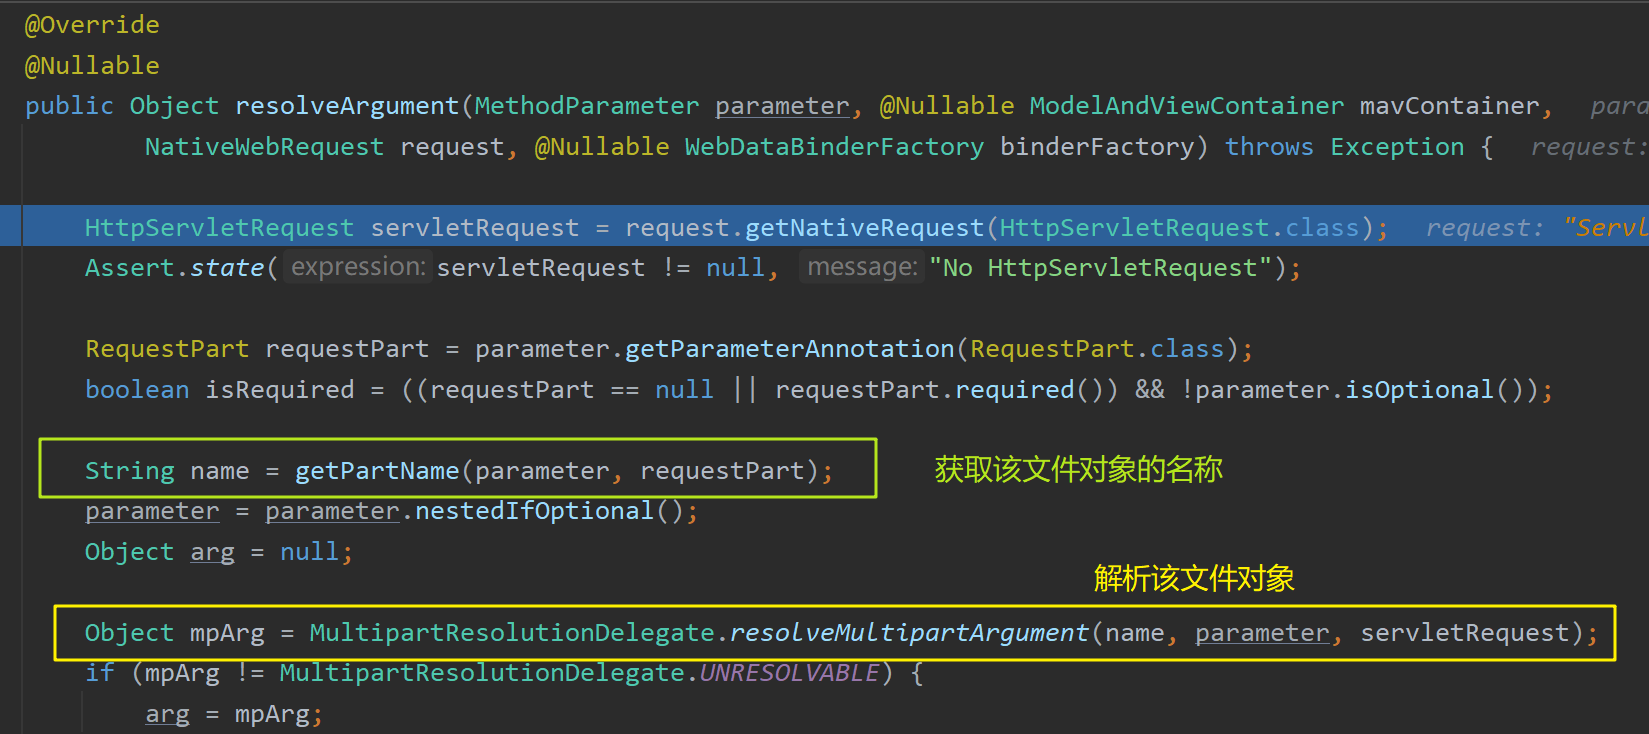 @Override
@Nullable
public Object resolveArgument(MethodParameter parameter, @Nullable ModelAndViewContainer mavContainer, para
NativeWebRequest request, @Nullable WebDataBinderFactory binderFactory) throws Exception { request:
HttpServletRequest servletRequest = request.getNativeRequest(HttpServletRequest.class); request: "Servl
Assert.state( expression: servletRequest != null, message: "No HttpServletRequest");
RequestPart requestPart = parameter.getParameterAnnotation(RequestPart.class);
boolean isRequired = ((requestPart == null || requestPart.required()) && !parameter.isOptional());
String name = getPartName(parameter, requestPart); 获取该文件对象的名称
parameter = parameter.nestedIfOptional();
Object arg = null;
解析该文件对象
Object mpArg = MultipartResolutionDelegate.resolveMultipartArgument(name, parameter, servletRequest);
if (mpArg != MultipartResolutionDelegate.UNRESOLVABLE) {
arg = mpArg;